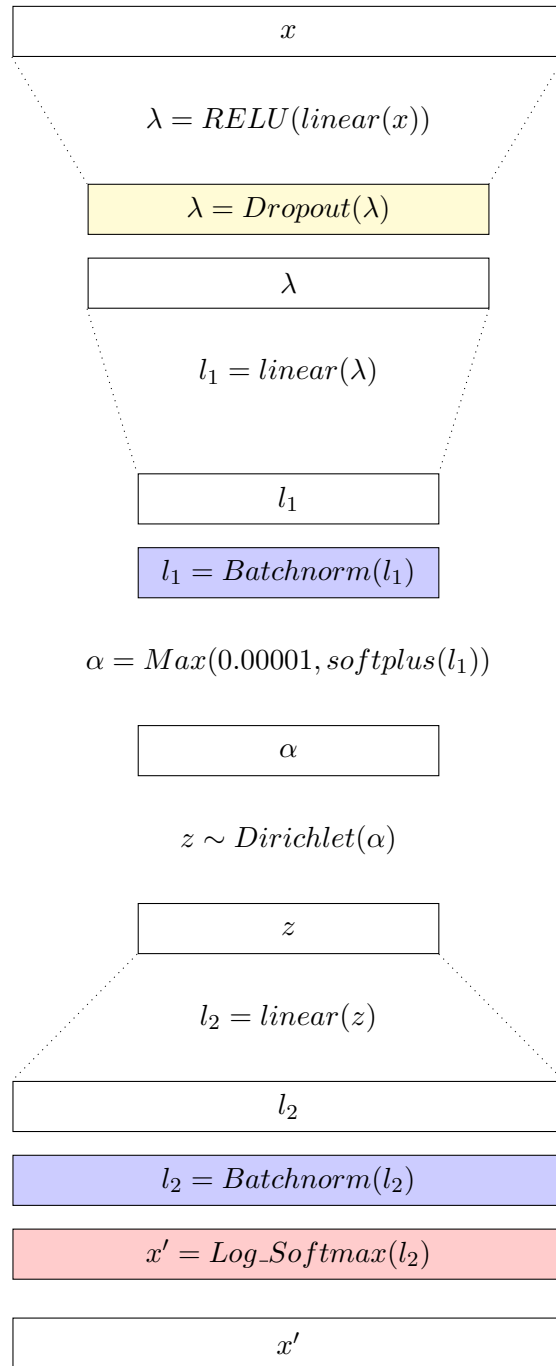 x
λ = RELU(linear(x))
λ = Dropout(λ)
λ
l₁ = linear(λ)
l₁
l₁ = Batchnorm(l₁)
α = Max(0.00001, softplus(l₁))
α
z ∼ Dirichlet(α)
z
l₂ = linear(z)
l₂
l₂ = Batchnorm(l₂)
x′ = Log_Softmax(l₂)
x′